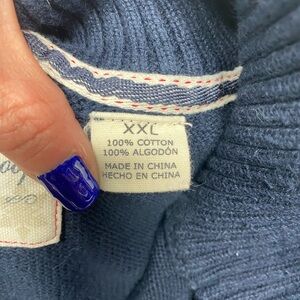 XXL
100% COTTON
100% ALGODÓN
MADE IN CHINA
HECHO EN CHINA